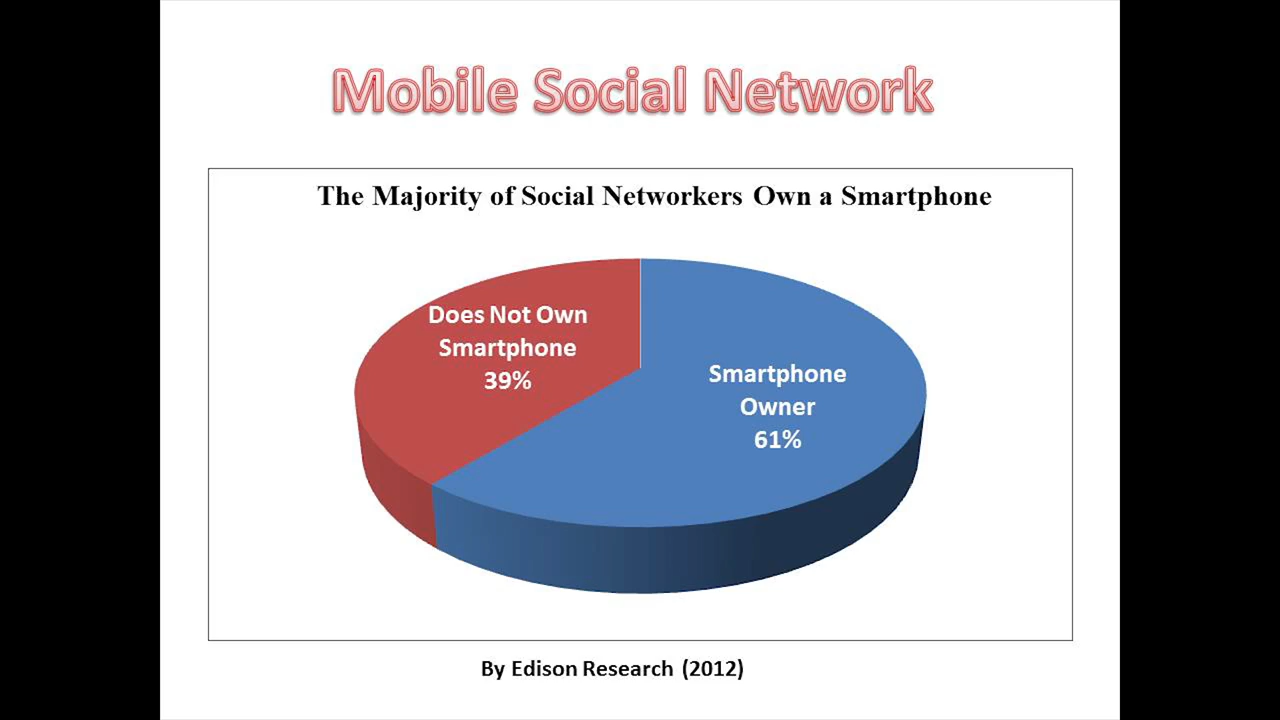 Mobile Social Network
The Majority of Social Networkers Own a Smartphone
Does Not Own
Smartphone
39%
Smartphone
Owner
61%
By Edison Research (2012)